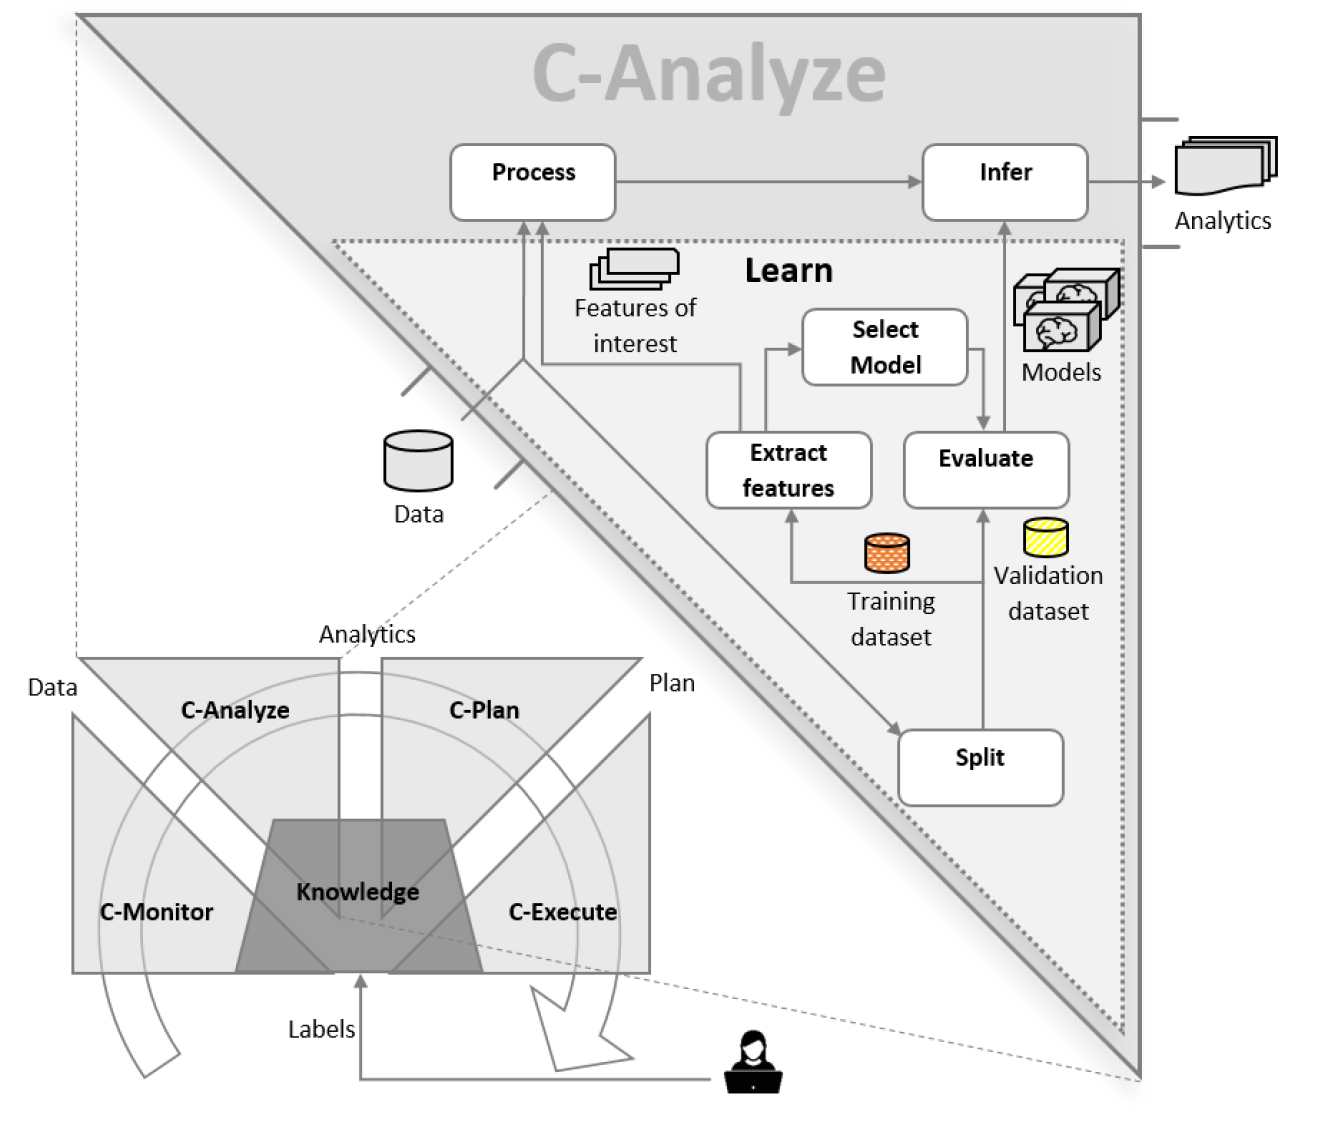 C-Analyze
Process
Infer
Analytics
Learn
Features of
interest
Select
Model
Models
Extract
features
Evaluate
Data
Training
dataset
Validation
dataset
Split
Analytics
Data
Plan
C-Analyze
C-Plan
Knowledge
C-Monitor
C-Execute
Labels